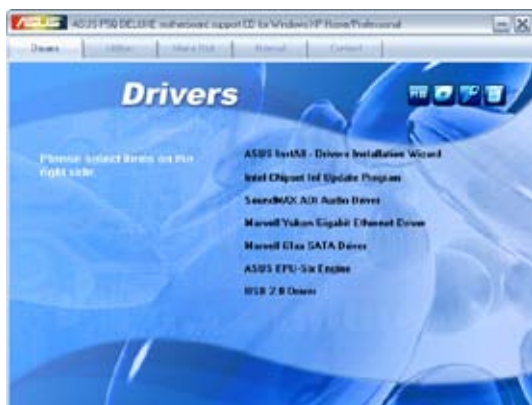 ASUS P5Q DELUXE motherboard support CD for Windows XP Home/Professional
Drivers
Utilities
Make Disk
Manual
Contact
Drivers
Please select items on the
right side.
ASUS InstAll - Drivers Installation Wizard
Intel Chipset Inf Update Program
SoundMAX ADI Audio Driver
Marvell Yukon Gigabit Ethernet Driver
Marvell 61xx SATA Driver
ASUS EPU-Six Engine
USB 2.0 Driver